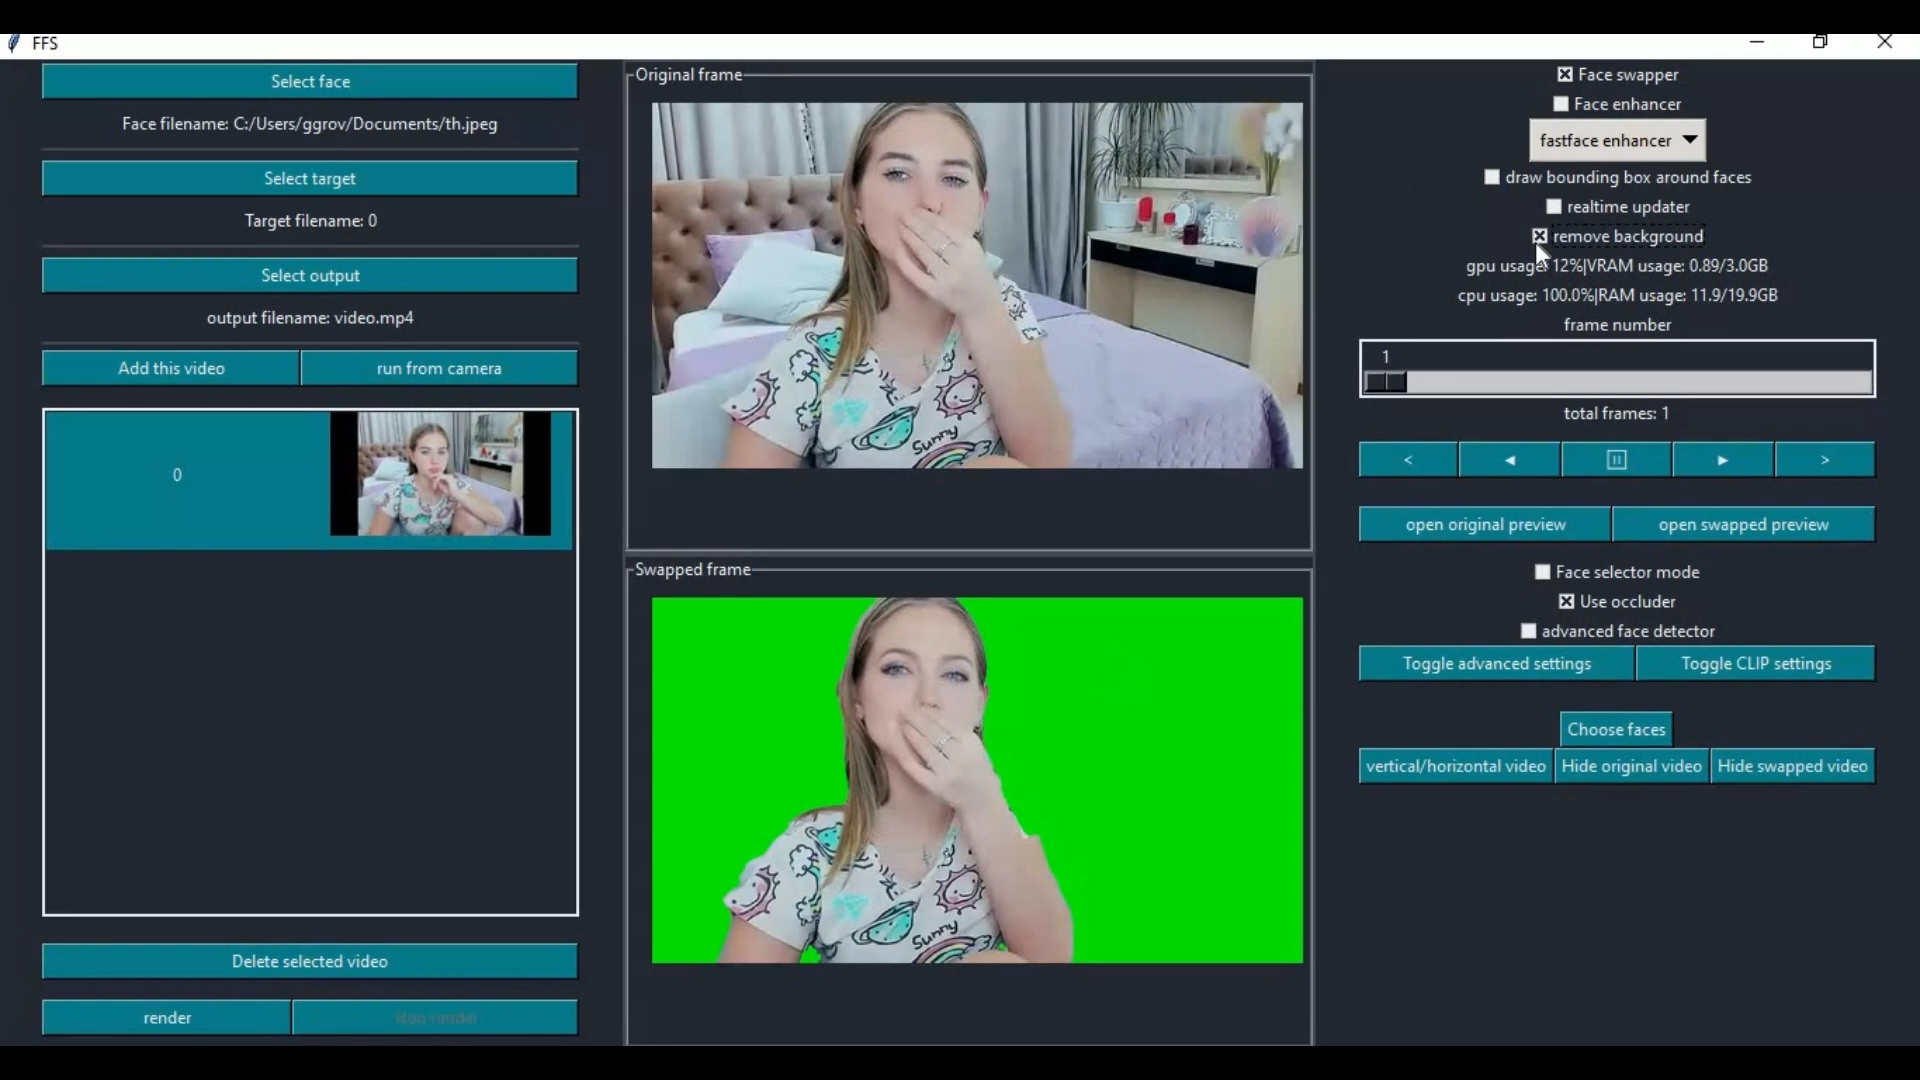 FFS
Select face
Face filename: C:/Users/ggrov/Documents/th.jpeg
Select target
Target filename: 0
Select output
output filename: video.mp4
Add this video
run from camera
0
Delete selected video
render
stop render
Original frame
Sunny
Swapped frame
Sunny
Face swapper
Face enhancer
fastface enhancer
draw bounding box around faces
realtime updater
remove background
gpu usage: 12%|VRAM usage: 0.89/3.0GB
cpu usage: 100.0%|RAM usage: 11.9/19.9GB
frame number
1
total frames: 1
<
>
open original preview
open swapped preview
Face selector mode
Use occluder
advanced face detector
Toggle advanced settings
Toggle CLIP settings
Choose faces
vertical/horizontal video
Hide original video
Hide swapped video